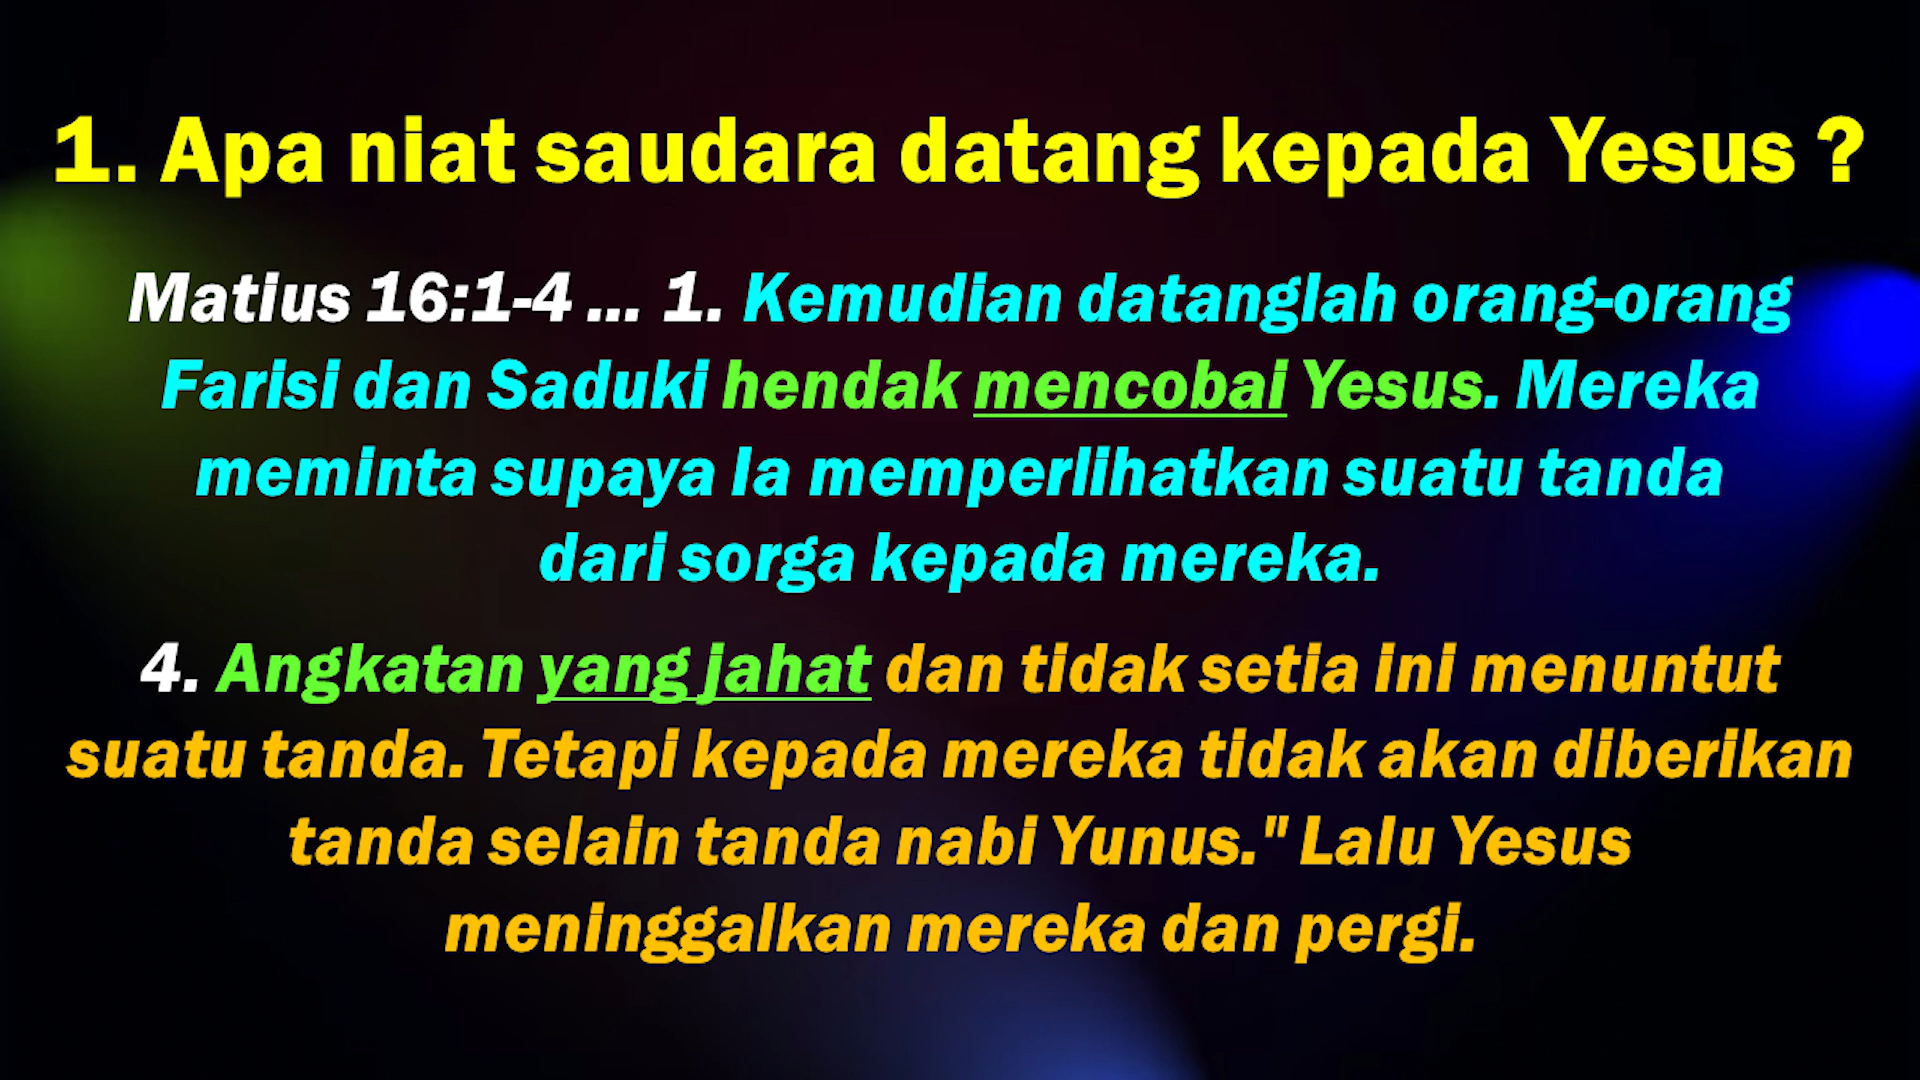 1. Apa niat saudara datang kepada Yesus ?
Matius 16:1-4 ... 1. Kemudian datanglah orang-orang
Farisi dan Saduki hendak mencobai Yesus. Mereka
meminta supaya Ia memperlihatkan suatu tanda
dari sorga kepada mereka.
4. Angkatan yang jahat dan tidak setia ini menuntut
suatu tanda. Tetapi kepada mereka tidak akan diberikan
tanda selain tanda nabi Yunus." Lalu Yesus
meninggalkan mereka dan pergi.